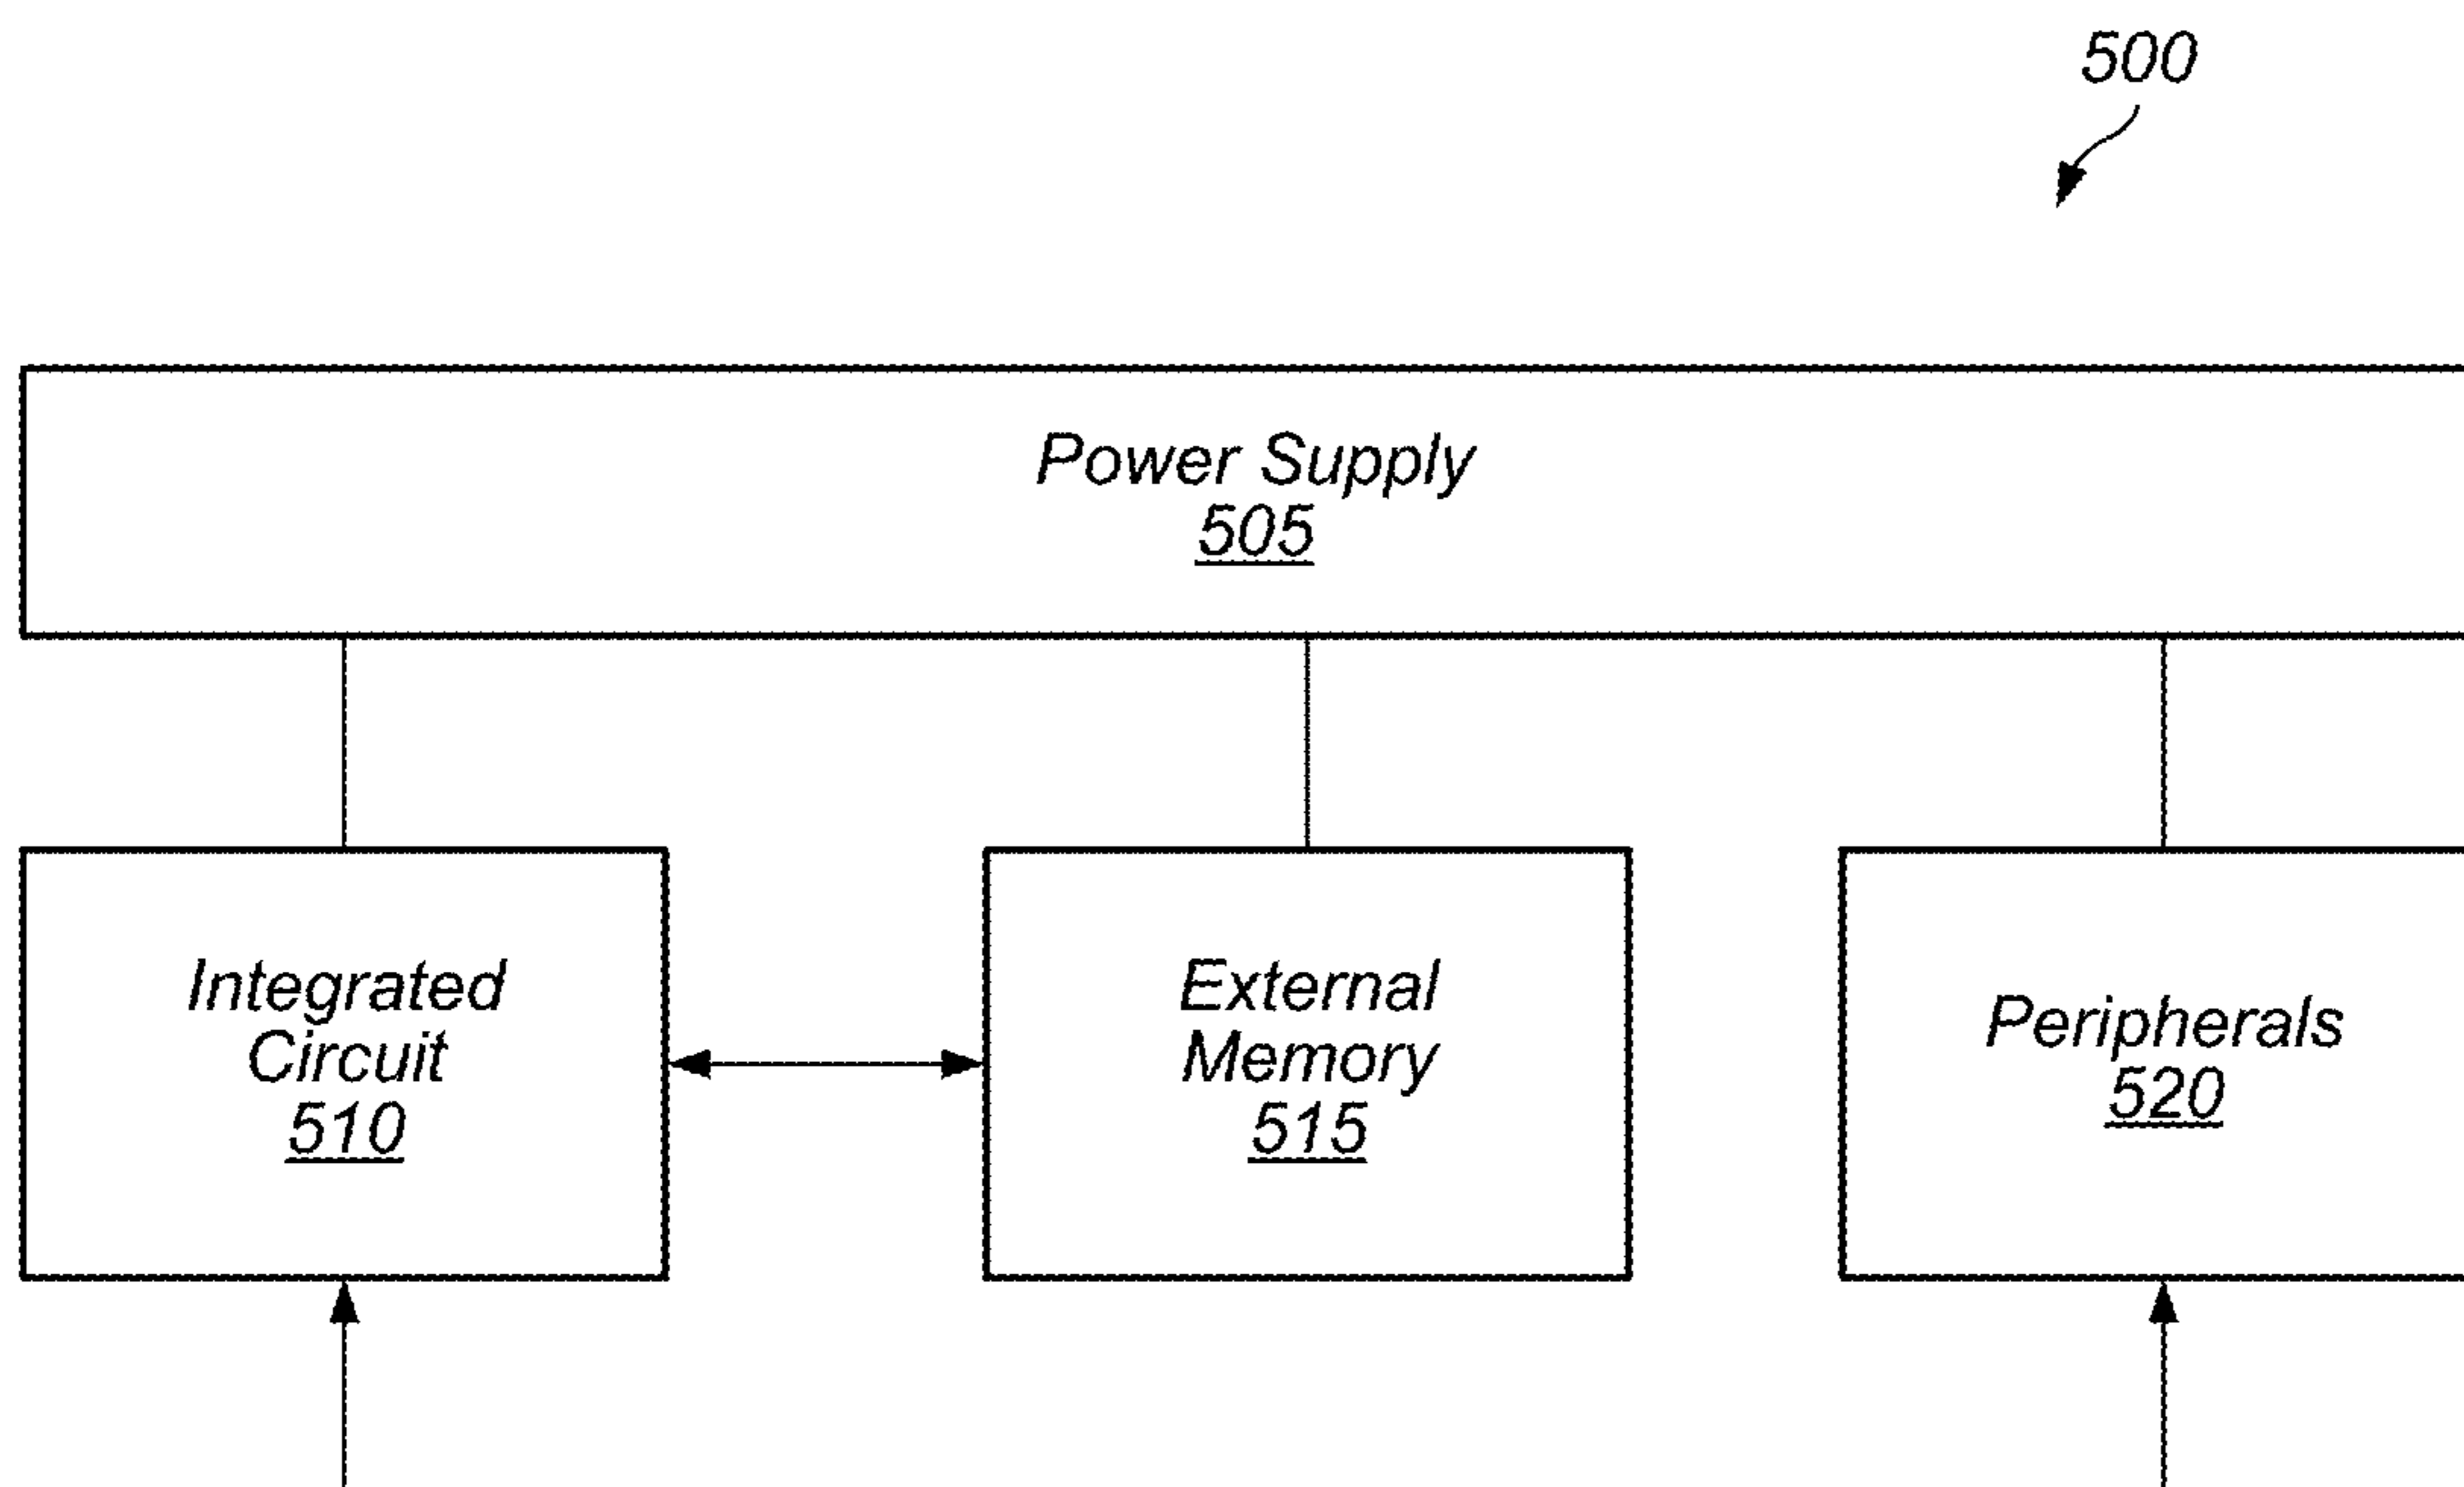 500
Power Supply
505
Integrated
Circuit
510
External
Memory
515
Peripherals
520